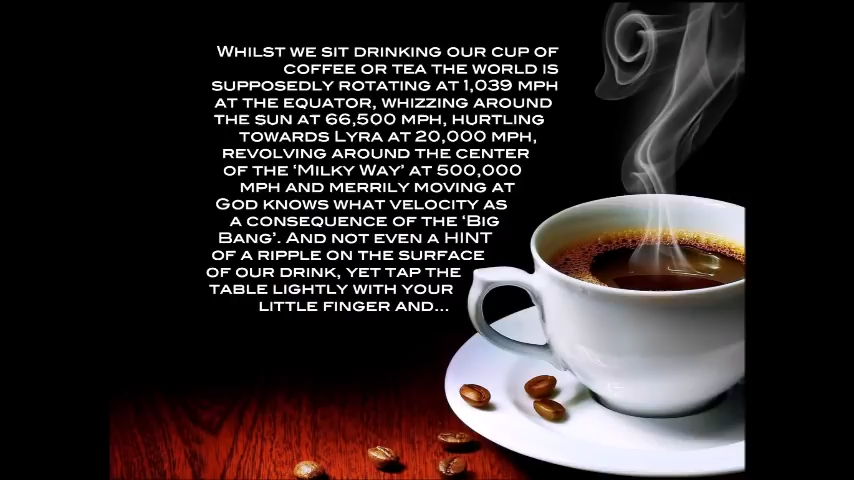 Whilst we sit drinking our cup of
coffee or tea the world is
supposedly rotating at 1,039 mph
at the equator, whizzing around
the sun at 66,500 mph, hurtling
towards Lyra at 20,000 mph,
revolving around the center
of the ‘Milky Way’ at 500,000
mph and merrily moving at
God knows what velocity as
a consequence of the ‘Big
Bang’. And not even a HINT
of a ripple on the surface
of our drink, yet tap the
table lightly with your
little finger and...